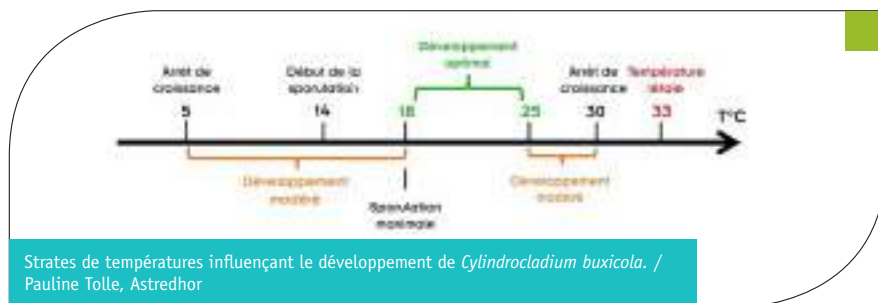 Développement
optimal
Arrêt de
croissance
Début de la
sporulation
Arrêt de
croissance
Température
létale
5
14
18
25
30
33
T°C
Développement
modéré
Développement
modéré
Sporulation
maximale
Strates de températures influençant le développement de Cylindrocladium buxicola. /
Pauline Tolle, Astredhor